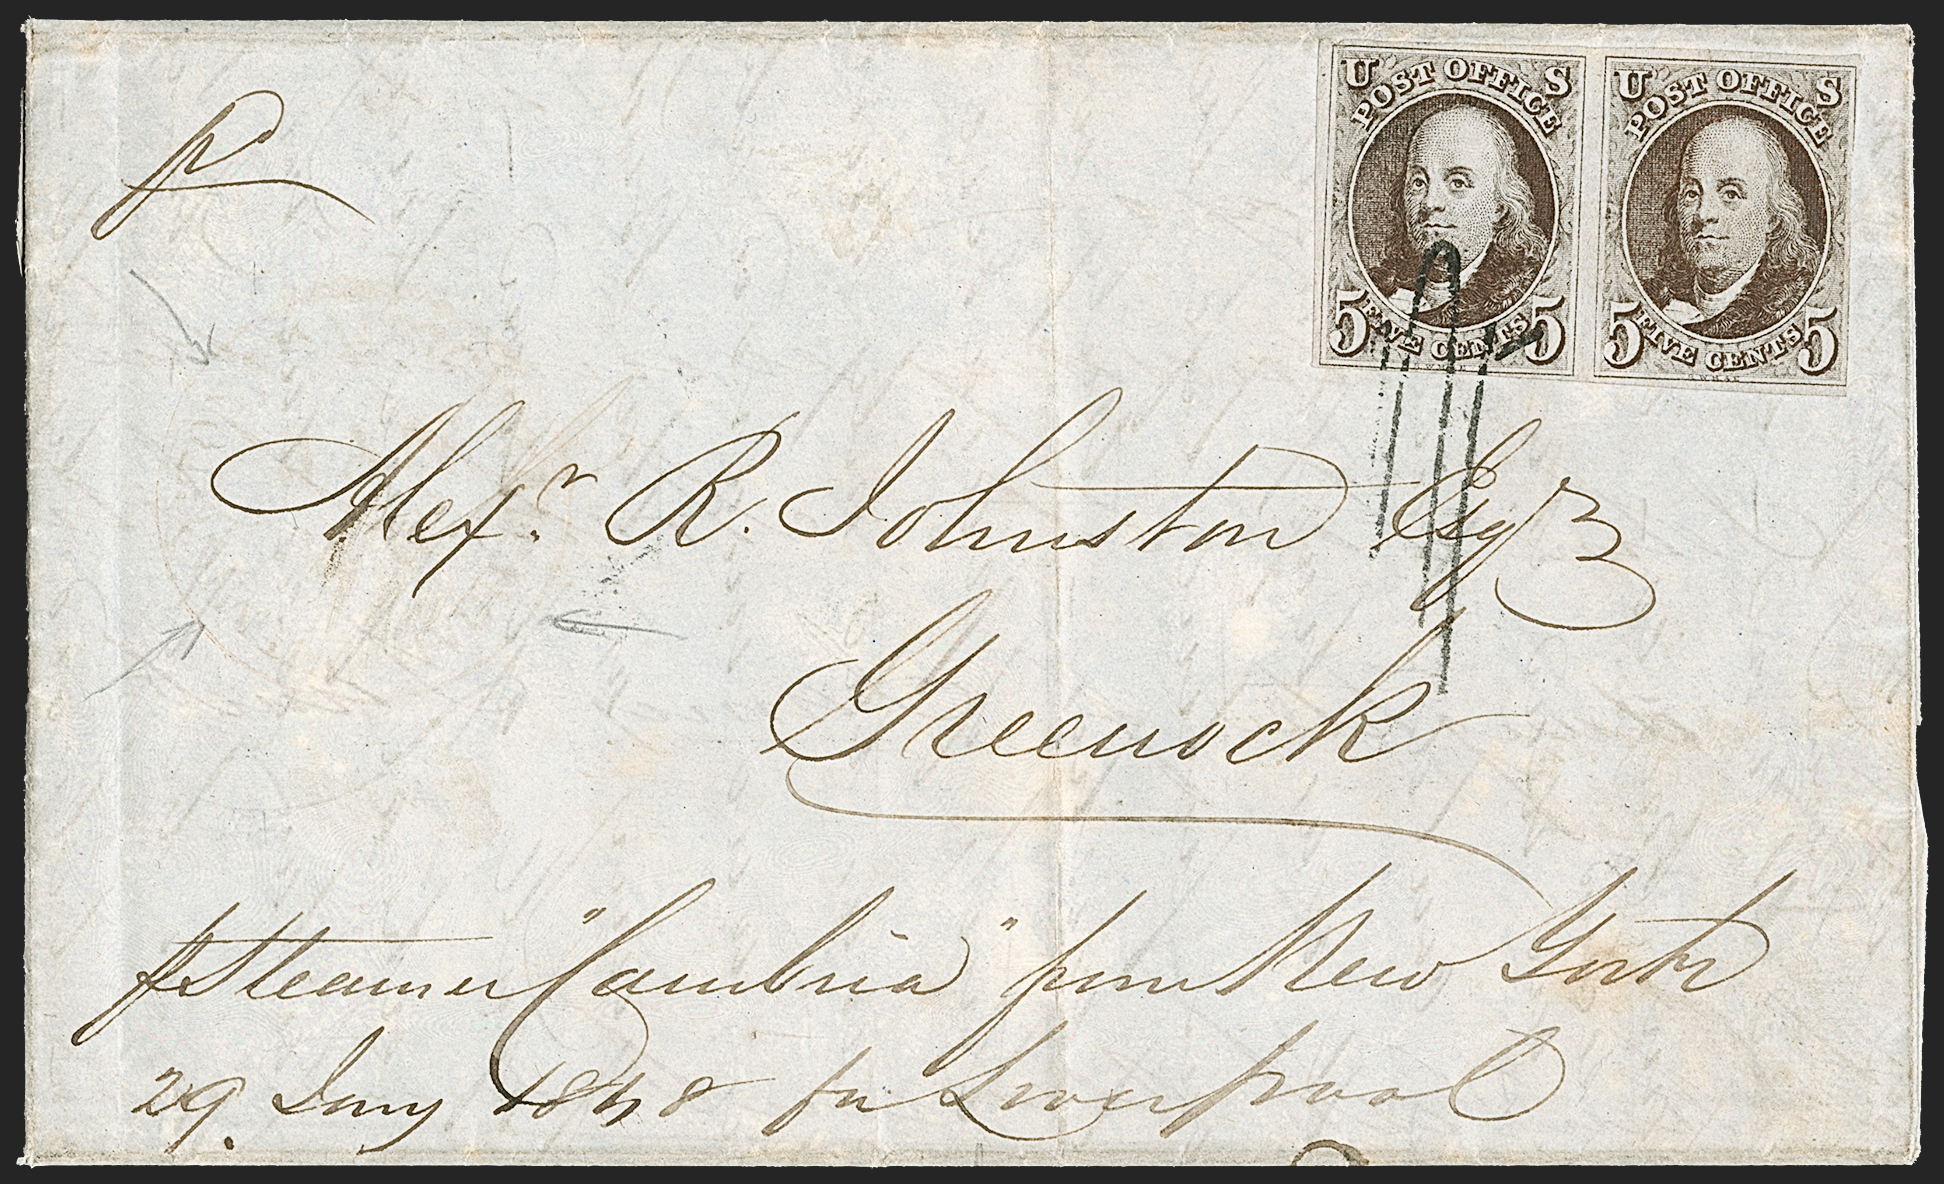 U S U S
POST OFFICE POST OFFICE
5 FIVE CENTS 5 5 FIVE CENTS 5
Alexr. R. Johnston Esqr
Greenock
p Steamer "Cambria" from New York
29 Jany 1848 for Liverpool